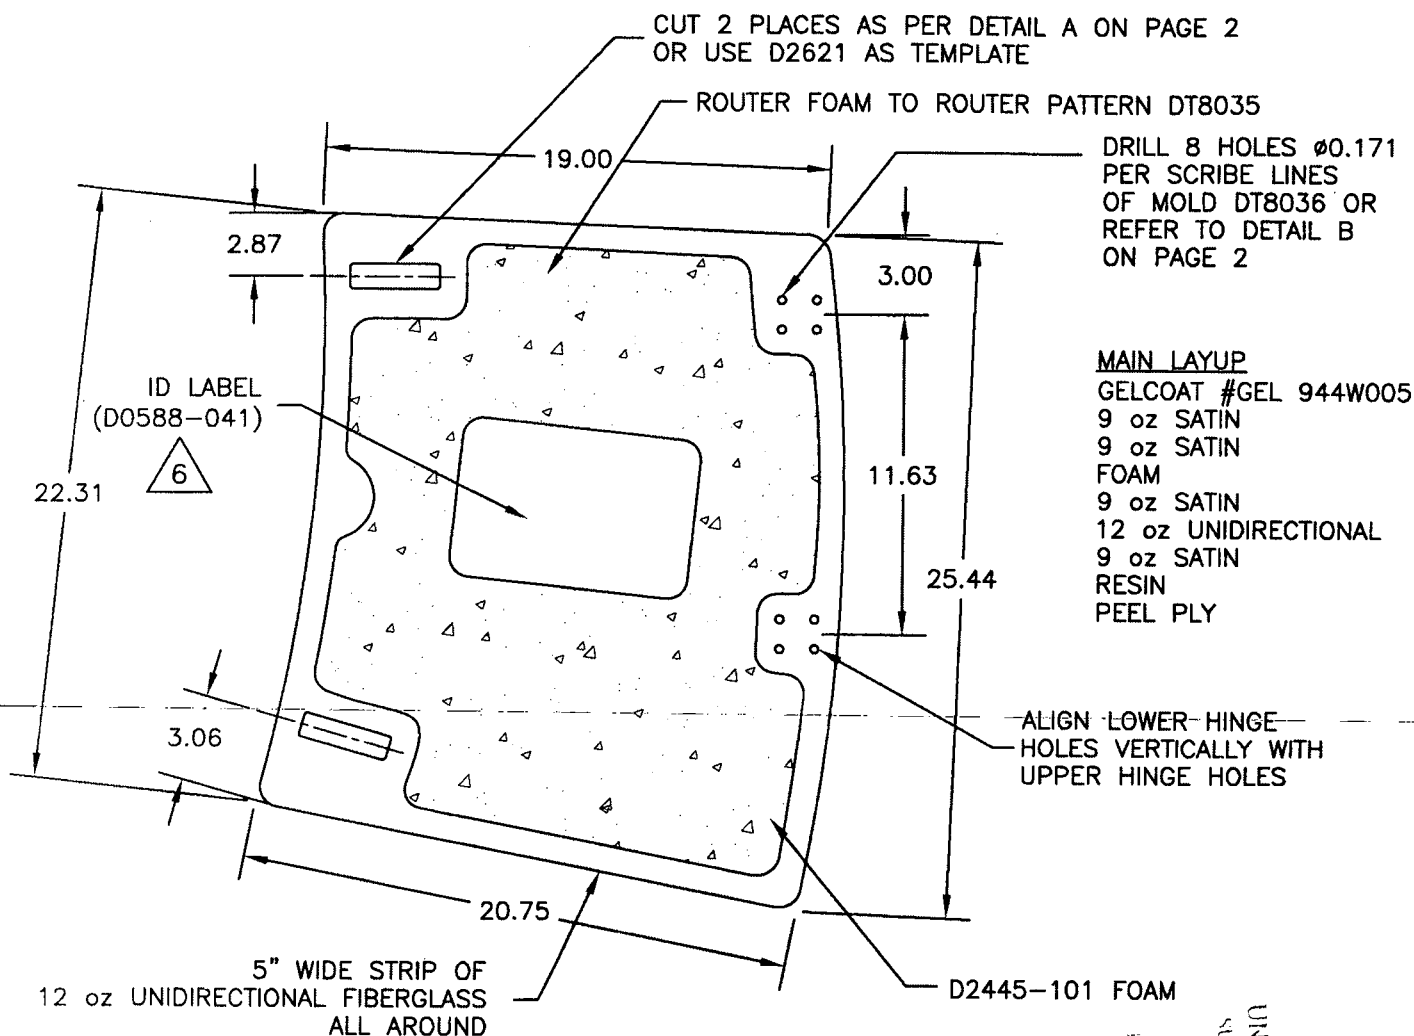 CUT 2 PLACES AS PER DETAIL A ON PAGE 2
OR USE D2621 AS TEMPLATE
ROUTER FOAM TO ROUTER PATTERN DT8035
DRILL 8 HOLES ø0.171
PER SCRIBE LINES
OF MOLD DT8036 OR
REFER TO DETAIL B
ON PAGE 2
19.00
2.87
3.00
MAIN LAYUP
GELCOAT #GEL 944W005
9 oz SATIN
9 oz SATIN
FOAM
9 oz SATIN
12 oz UNIDIRECTIONAL
9 oz SATIN
RESIN
PEEL PLY
ID LABEL
(D0588-041)
6
22.31
11.63
25.44
3.06
ALIGN LOWER HINGE
HOLES VERTICALLY WITH
UPPER HINGE HOLES
20.75
5" WIDE STRIP OF
12 oz UNIDIRECTIONAL FIBERGLASS
ALL AROUND
D2445-101 FOAM